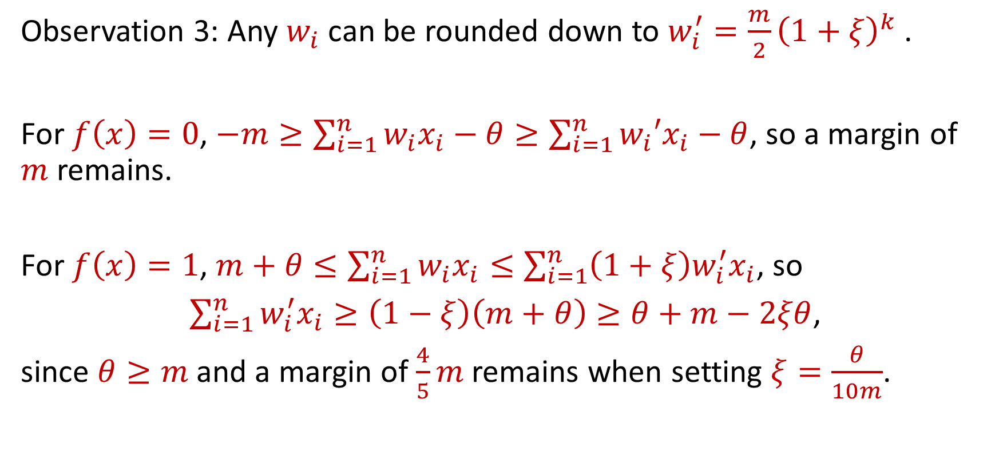 Observation 3: Any $w_i$ can be rounded down to $w_i' = \frac{m}{2}(1 + \xi)^k$ .
For $f(x) = 0$, $-m \geq \sum_{i=1}^{n} w_i x_i - \theta \geq \sum_{i=1}^{n} w_i' x_i - \theta$, so a margin of
$m$ remains.
For $f(x) = 1$, $m + \theta \leq \sum_{i=1}^{n} w_i x_i \leq \sum_{i=1}^{n} (1 + \xi) w_i' x_i$, so
$\sum_{i=1}^{n} w_i' x_i \geq (1 - \xi)(m + \theta) \geq \theta + m - 2\xi\theta$,
since $\theta \geq m$ and a margin of $\frac{4}{5} m$ remains when setting $\xi = \frac{\theta}{10m}$.